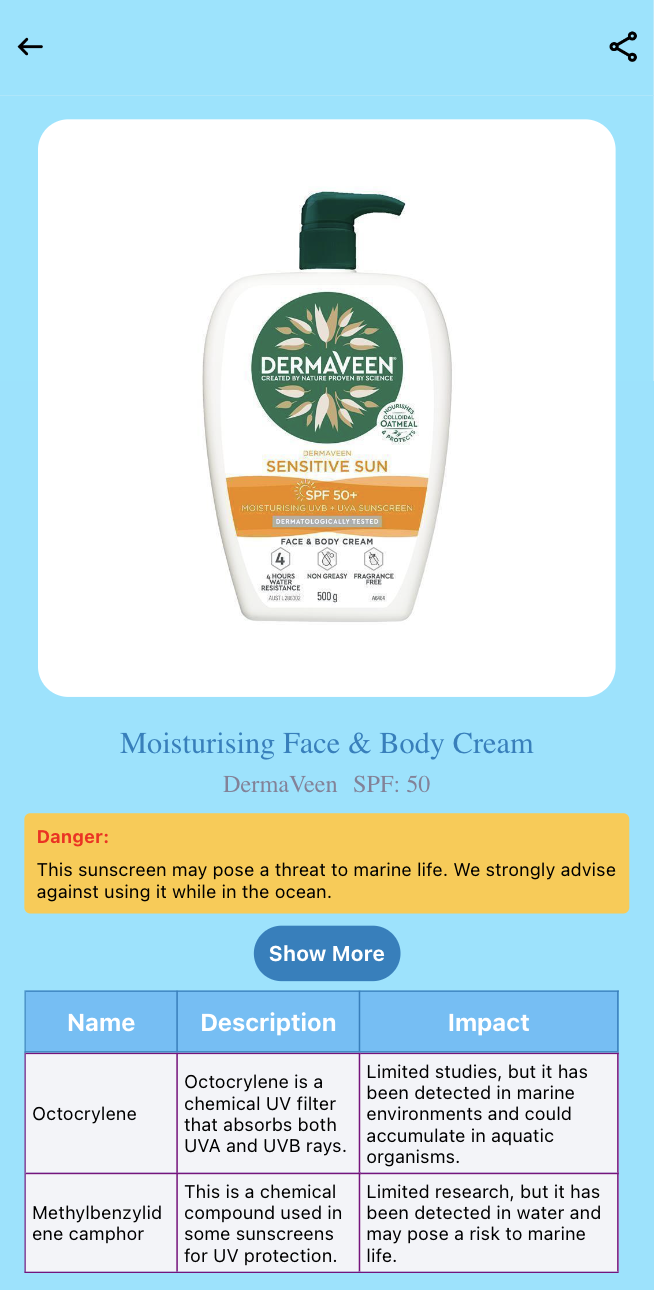 DERMAVEEN
CREATED BY NATURE PROVEN BY SCIENCE
NOURISHES
COLLOIDAL
OATMEAL
& PROTECTS
DERMAVEEN
SENSITIVE SUN
SPF 50+
MOISTURISING UVB + UVA SUNSCREEN
DERMATOLOGICALLY TESTED
FACE & BODY CREAM
4
4 HOURS
WATER
RESISTANCE
NON GREASY
FRAGRANCE
FREE
500 g
Moisturising Face & Body Cream
DermaVeen SPF: 50
Danger:
This sunscreen may pose a threat to marine life. We strongly advise
against using it while in the ocean.
Show More
Name Description Impact
Octocrylene
Octocrylene is a
chemical UV filter
that absorbs both
UVA and UVB rays.
Limited studies, but it has
been detected in marine
environments and could
accumulate in aquatic
organisms.
Methylbenzylid
ene camphor
This is a chemical
compound used in
some sunscreens
for UV protection.
Limited research, but it has
been detected in water and
may pose a risk to marine
life.